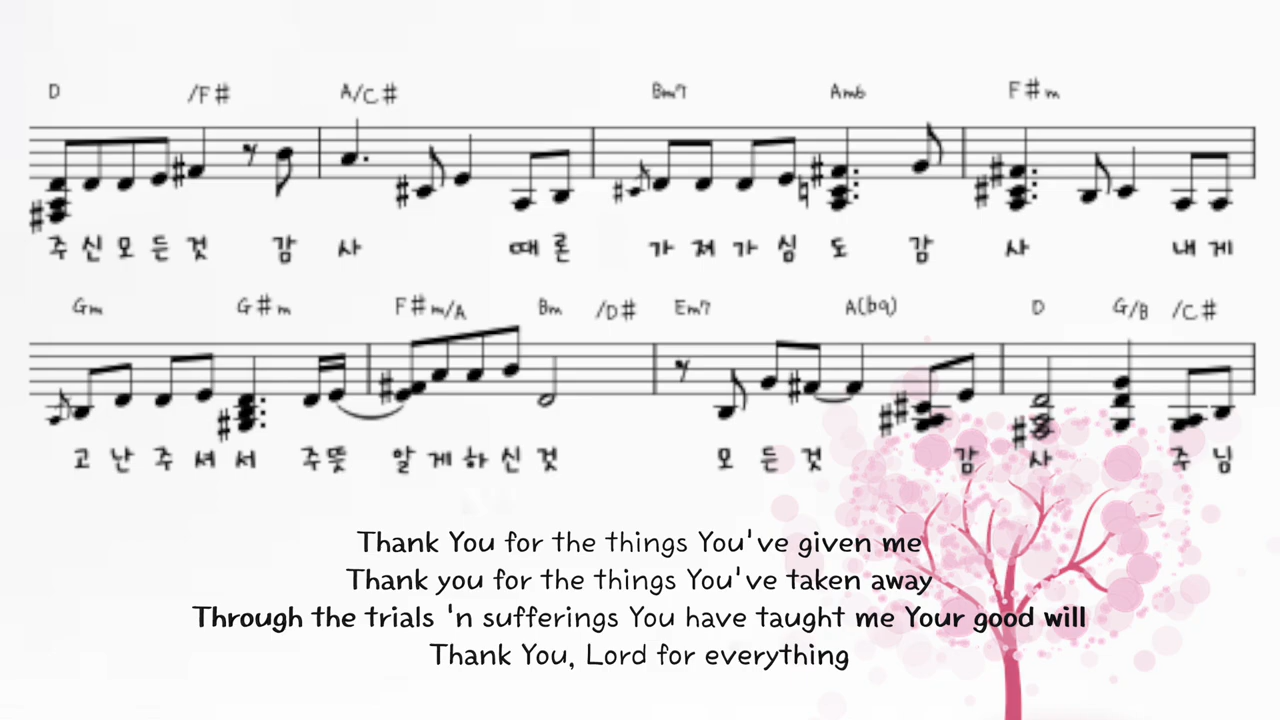 D /F# A/C# Bm7 Am6 F#m
주신모든것 감사 때론 가져가심도 감사 내게
Gm G#m F#m/A Bm /D# Em7 A(b9) D G/B /C#
고난주셔서 주뜻 알게하신것 모든것 감사 주님
Thank You for the things You've given me
Thank you for the things You've taken away
Through the trials 'n sufferings You have taught me Your good will
Thank You, Lord for everything